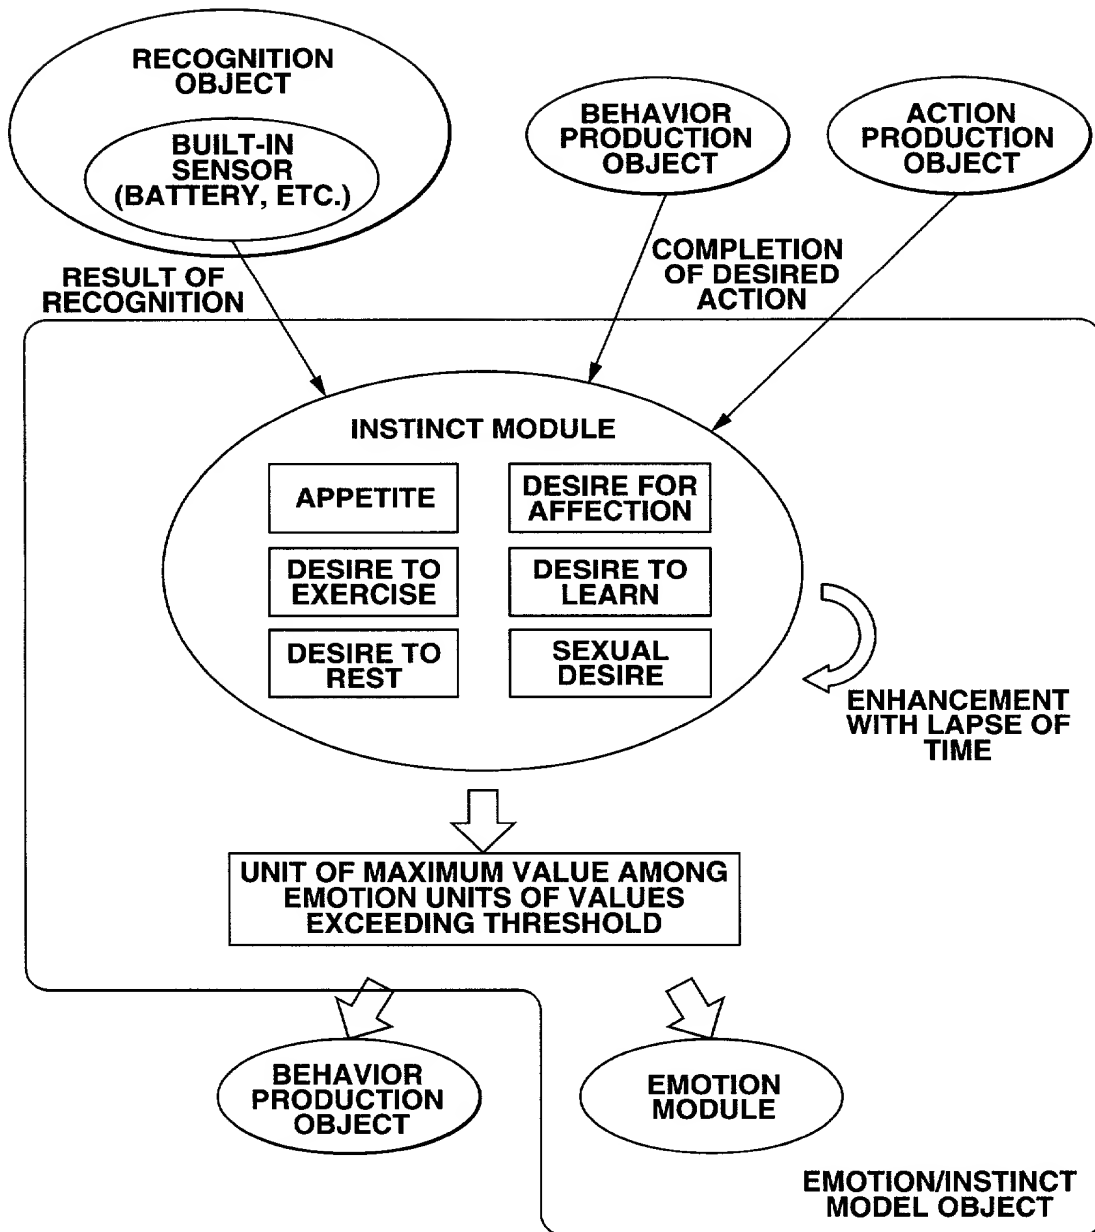 RECOGNITION
OBJECT
BUILT-IN
SENSOR
(BATTERY, ETC.)
BEHAVIOR
PRODUCTION
OBJECT
ACTION
PRODUCTION
OBJECT
RESULT OF
RECOGNITION
COMPLETION
OF DESIRED
ACTION
INSTINCT MODULE
APPETITE
DESIRE FOR
AFFECTION
DESIRE TO
EXERCISE
DESIRE TO
LEARN
DESIRE TO
REST
SEXUAL
DESIRE
ENHANCEMENT
WITH LAPSE OF
TIME
UNIT OF MAXIMUM VALUE AMONG
EMOTION UNITS OF VALUES
EXCEEDING THRESHOLD
BEHAVIOR
PRODUCTION
OBJECT
EMOTION
MODULE
EMOTION/INSTINCT
MODEL OBJECT